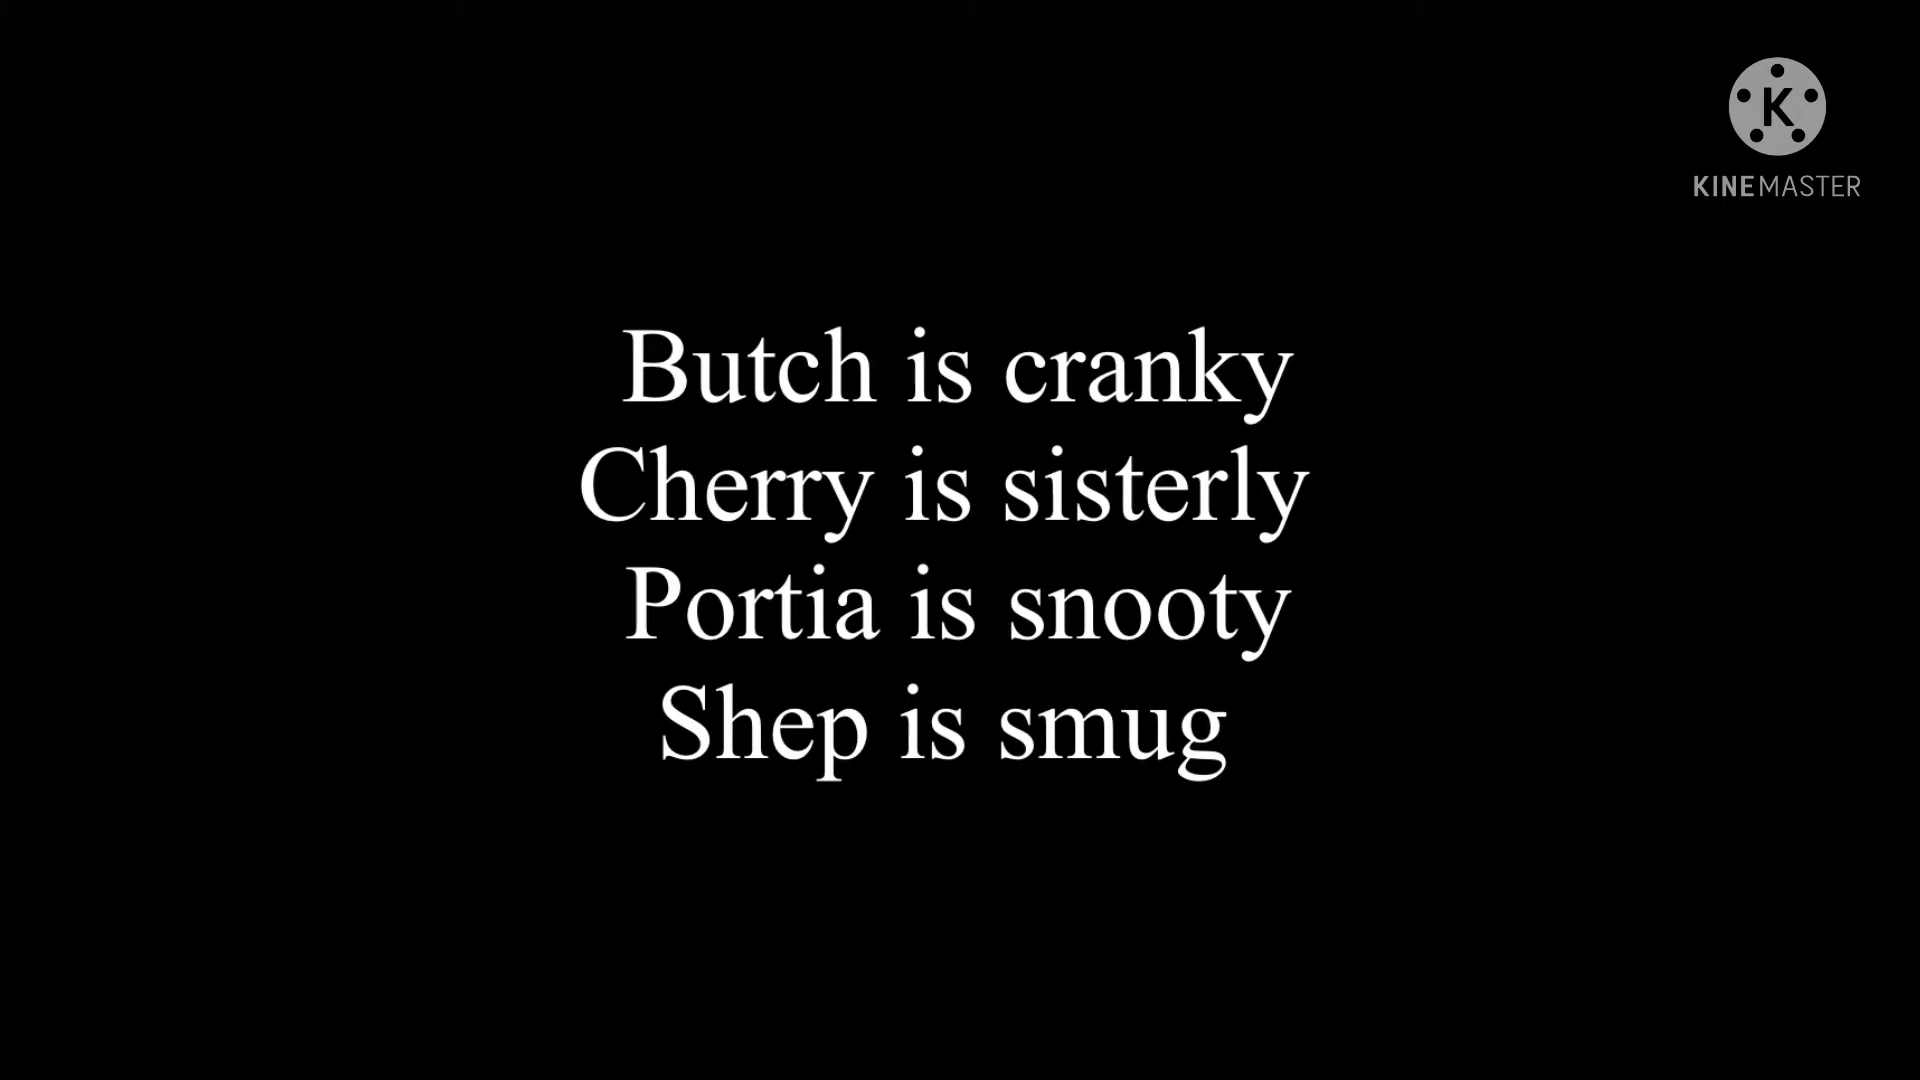 K
KINEMASTER
Butch is cranky
Cherry is sisterly
Portia is snooty
Shep is smug